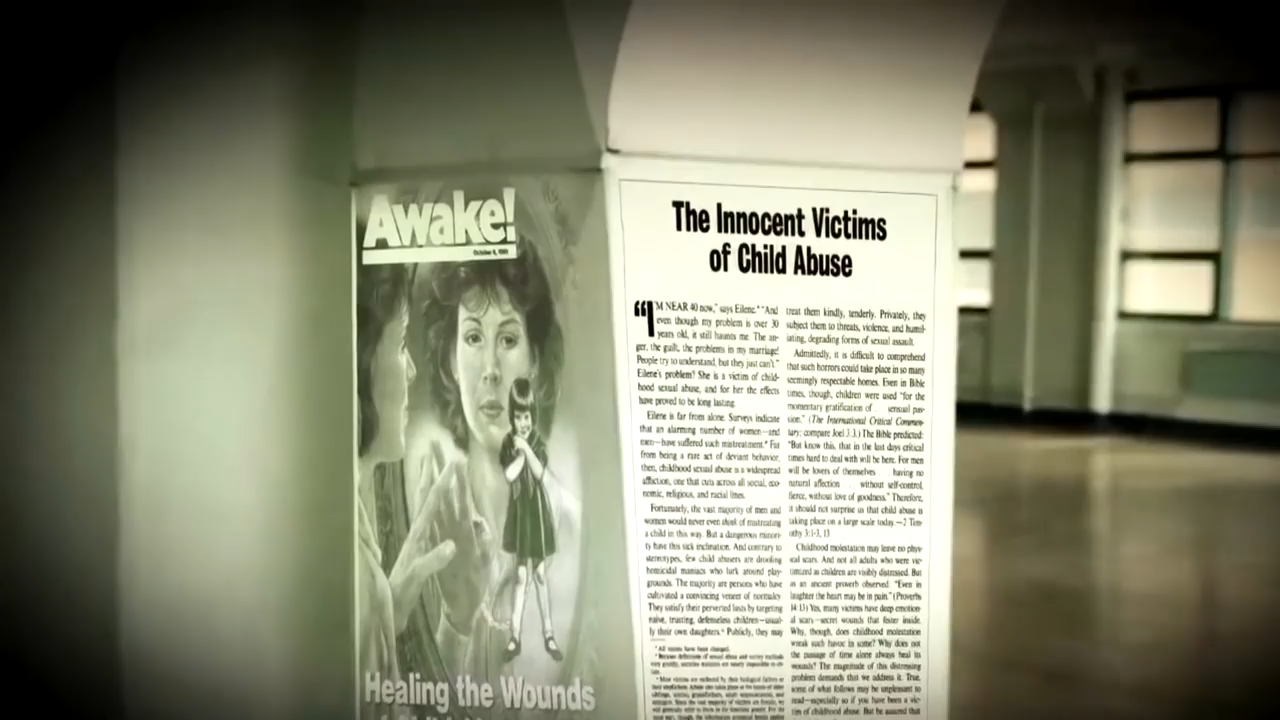 Awake!
October 8, 1991
Healing the Wounds
The Innocent Victims
of Child Abuse
"I'M NEAR 40 now," says Eilene.* "And
even though my problem is over 30
years old, it still haunts me. The an-
ger, the guilt, the problems in my marriage!
People try to understand, but they just can't."
Eilene's problem? She is a victim of child-
hood sexual abuse, and for her the effects
have proved to be long lasting.
Eilene is far from alone. Surveys indicate
that an alarming number of women—and
men—have suffered such mistreatment.* Far
from being a rare act of deviant behavior,
then, childhood sexual abuse is a widespread
affliction, one that cuts across all social, eco-
nomic, religious, and racial lines.
Fortunately, the vast majority of men and
women would never even think of mistreating
a child in this way. But a dangerous minori-
ty have this sick inclination. And contrary to
stereotypes, few child abusers are drooling
homicidal maniacs who lurk around play-
grounds. The majority are persons who have
cultivated a convincing veneer of normalcy.
They satisfy their perverted lusts by targeting
naive, trusting, defenseless children—usual-
ly their own daughters.* Publicly, they may
* All names have been changed.
treat them kindly, tenderly. Privately, they
subject them to threats, violence, and humil-
iating, degrading forms of sexual assault.
Admittedly, it is difficult to comprehend
that such horrors could take place in so many
seemingly respectable homes. Even in Bible
times, though, children were used "for the
momentary gratification of . sensual pas-
sion." (The International Critical Commen-
tary; compare Joel 3:3.) The Bible predicted:
"But know this, that in the last days critical
times hard to deal with will be here. For men
will be lovers of themselves . having no
natural affection . without self-control,
fierce, without love of goodness." Therefore,
it should not surprise us that child abuse is
taking place on a large scale today.—2 Tim-
othy 3:1-3, 13
Childhood molestation may leave no phys-
ical scars. And not all adults who were vic-
timized as children are visibly distressed. But
as an ancient proverb observed: "Even in
laughter the heart may be in pain." (Proverbs
14:13) Yes, many victims have deep emotion-
al scars—secret wounds that fester inside.
Why, though, does childhood molestation
wreak such havoc in some? Why does not
the passage of time alone always heal its
wounds? The magnitude of this distressing
problem demands that we address it. True,
some of what follows may be unpleasant to
read—especially so if you have been a vic-
tim of childhood abuse. But be assured that